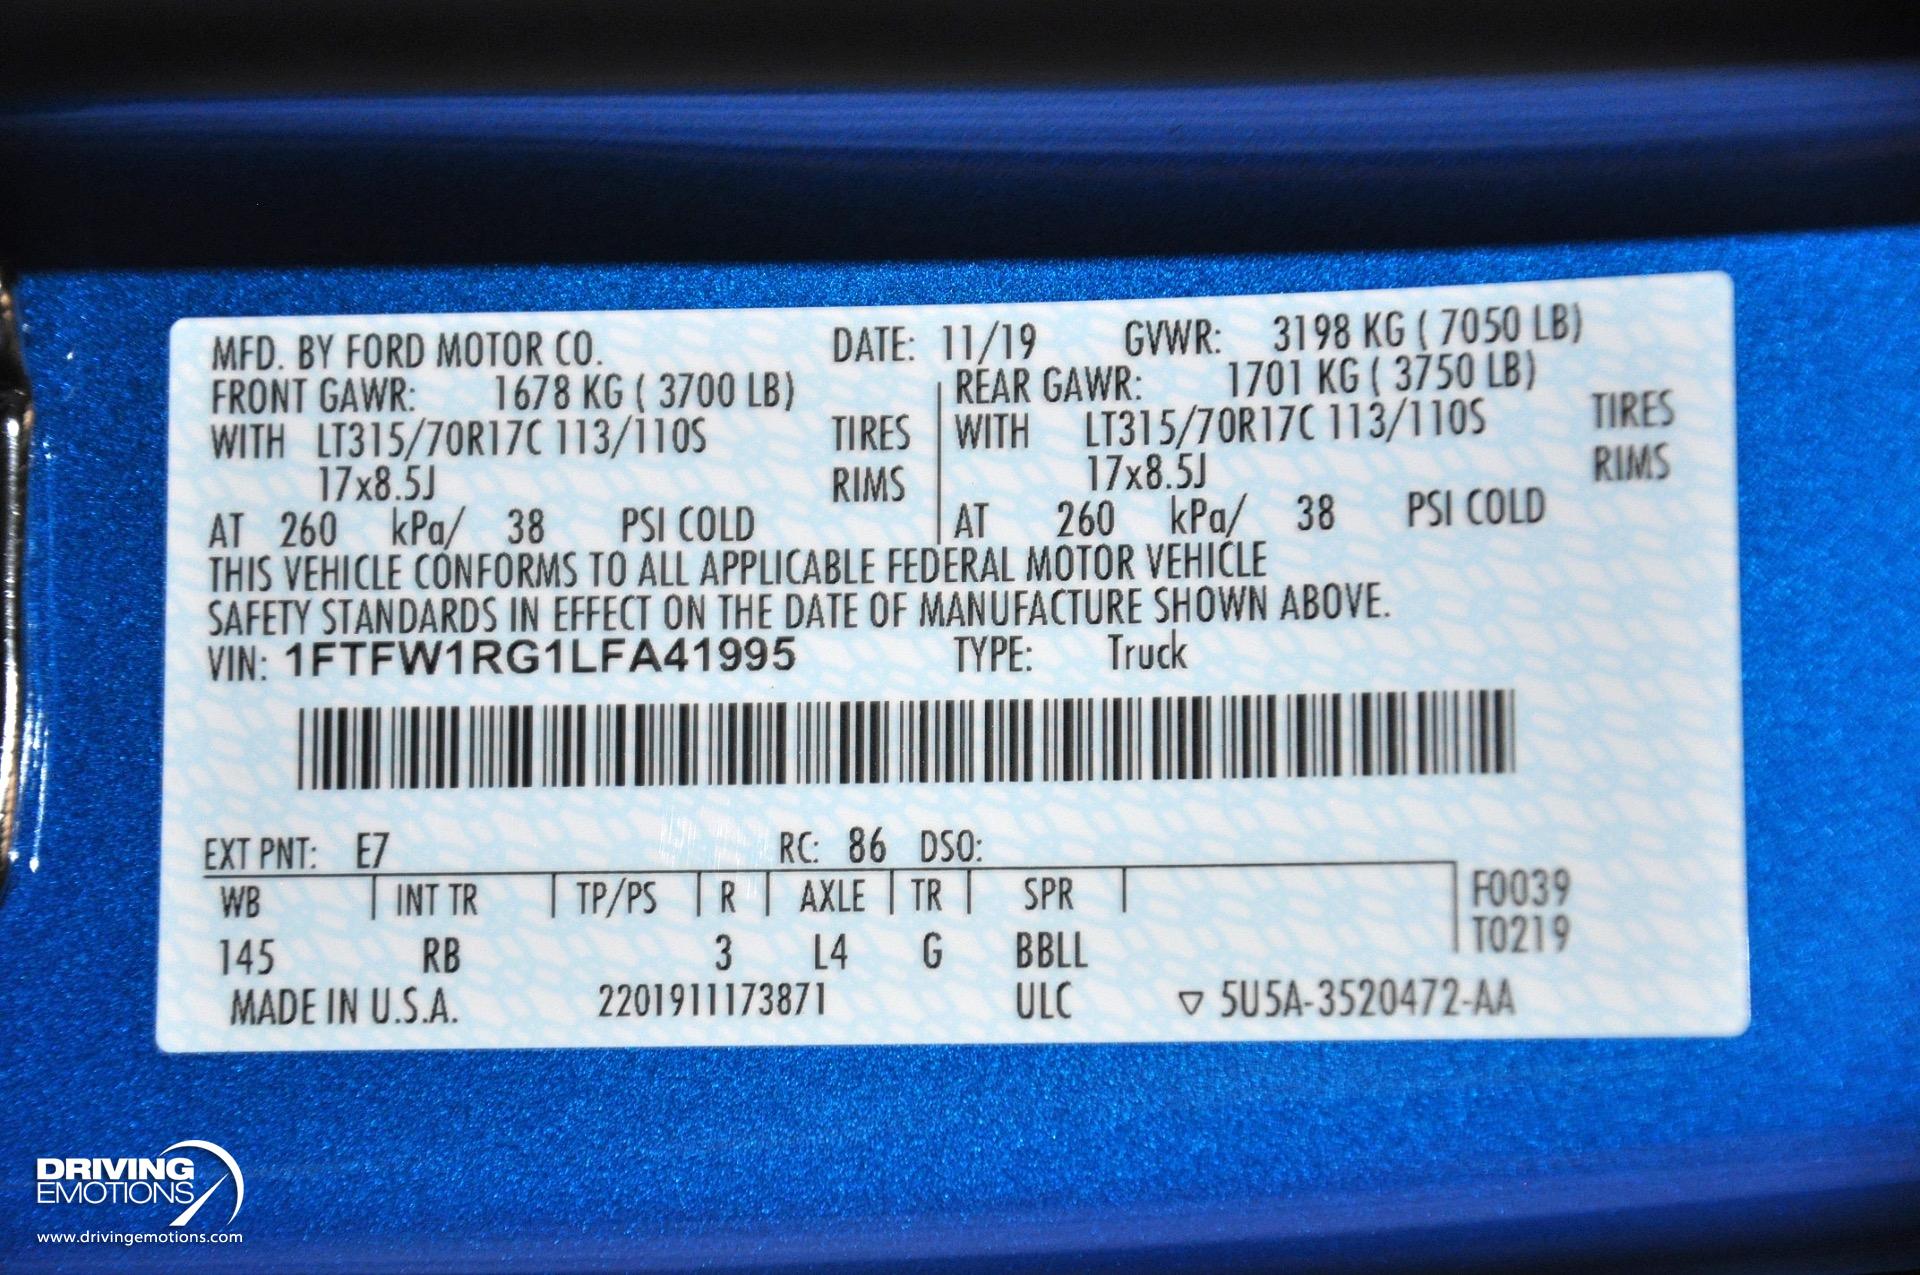 MFD. BY FORD MOTOR CO. DATE: 11/19 GVWR: 3198 KG ( 7050 LB)
FRONT GAWR: 1678 KG ( 3700 LB) REAR GAWR: 1701 KG ( 3750 LB)
WITH LT315/70R17C 113/110S TIRES WITH LT315/70R17C 113/110S TIRES
17x8.5J RIMS 17x8.5J RIMS
AT 260 kPa/ 38 PSI COLD AT 260 kPa/ 38 PSI COLD
THIS VEHICLE CONFORMS TO ALL APPLICABLE FEDERAL MOTOR VEHICLE
SAFETY STANDARDS IN EFFECT ON THE DATE OF MANUFACTURE SHOWN ABOVE.
VIN: 1FTFW1RG1LFA41995 TYPE: Truck
EXT PNT: E7 RC: 86 DSO:
WB INT TR TP/PS R AXLE TR SPR F0039
T0219
145 RB 3 L4 G BBLL
MADE IN U.S.A. 2201911173871 ULC ▽ 5U5A-3520472-AA
DRIVING
EMOTIONS
www.drivingemotions.com